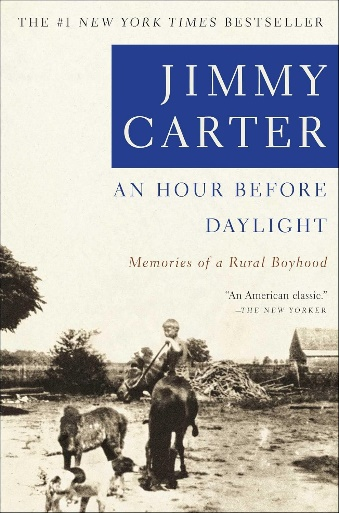 THE #1 NEW YORK TIMES BESTSELLER
JIMMY
CARTER
AN HOUR BEFORE
DAYLIGHT
Memories of a Rural Boyhood
"An American classic."
—THE NEW YORKER